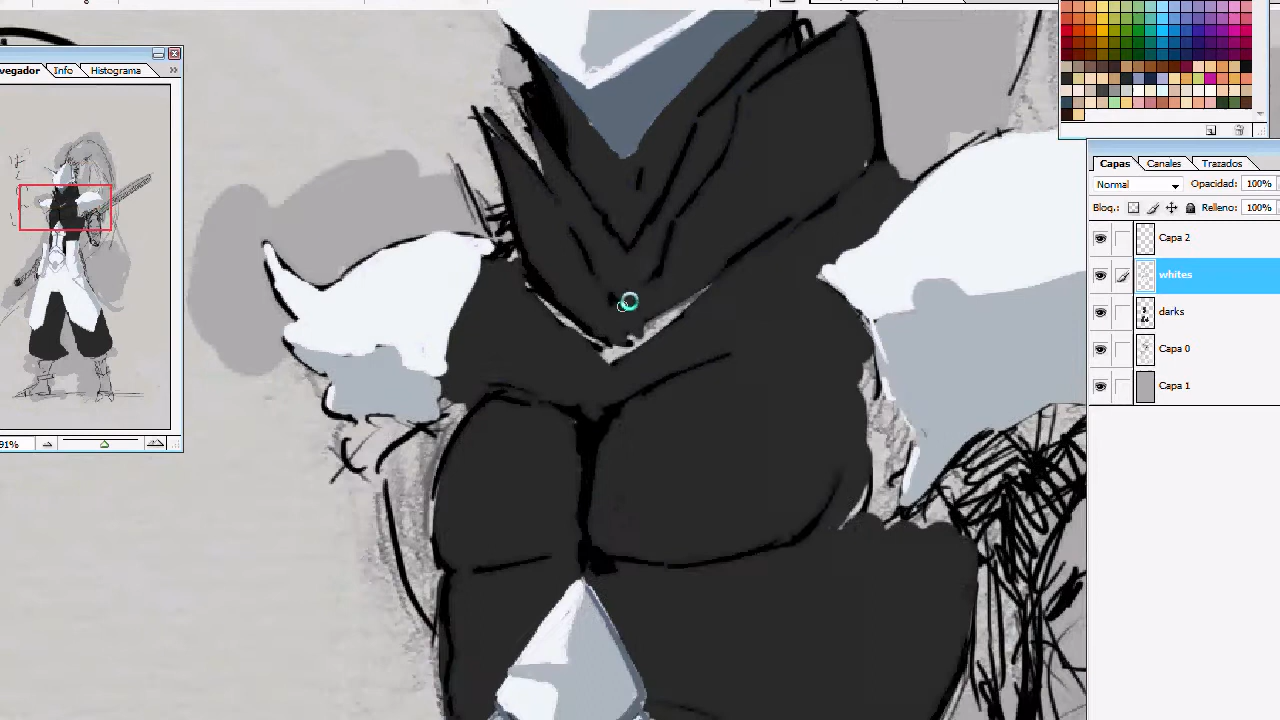 vegador Info Histograma
91%
Capas Canales Trazados
Normal Opacidad: 100%
Bloq.: Relleno: 100%
Capa 2
whites
darks
Capa 0
Capa 1